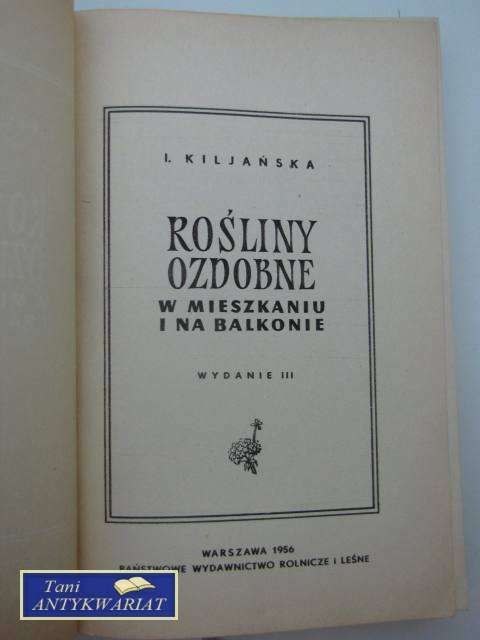 I. KILJAŃSKA
ROŚLINY
OZDOBNE
W MIESZKANIU
I NA BALKONIE
WYDANIE III
WARSZAWA 1956
PAŃSTWOWE WYDAWNICTWO ROLNICZE I LEŚNE
Tani
ANTYKWARIAT